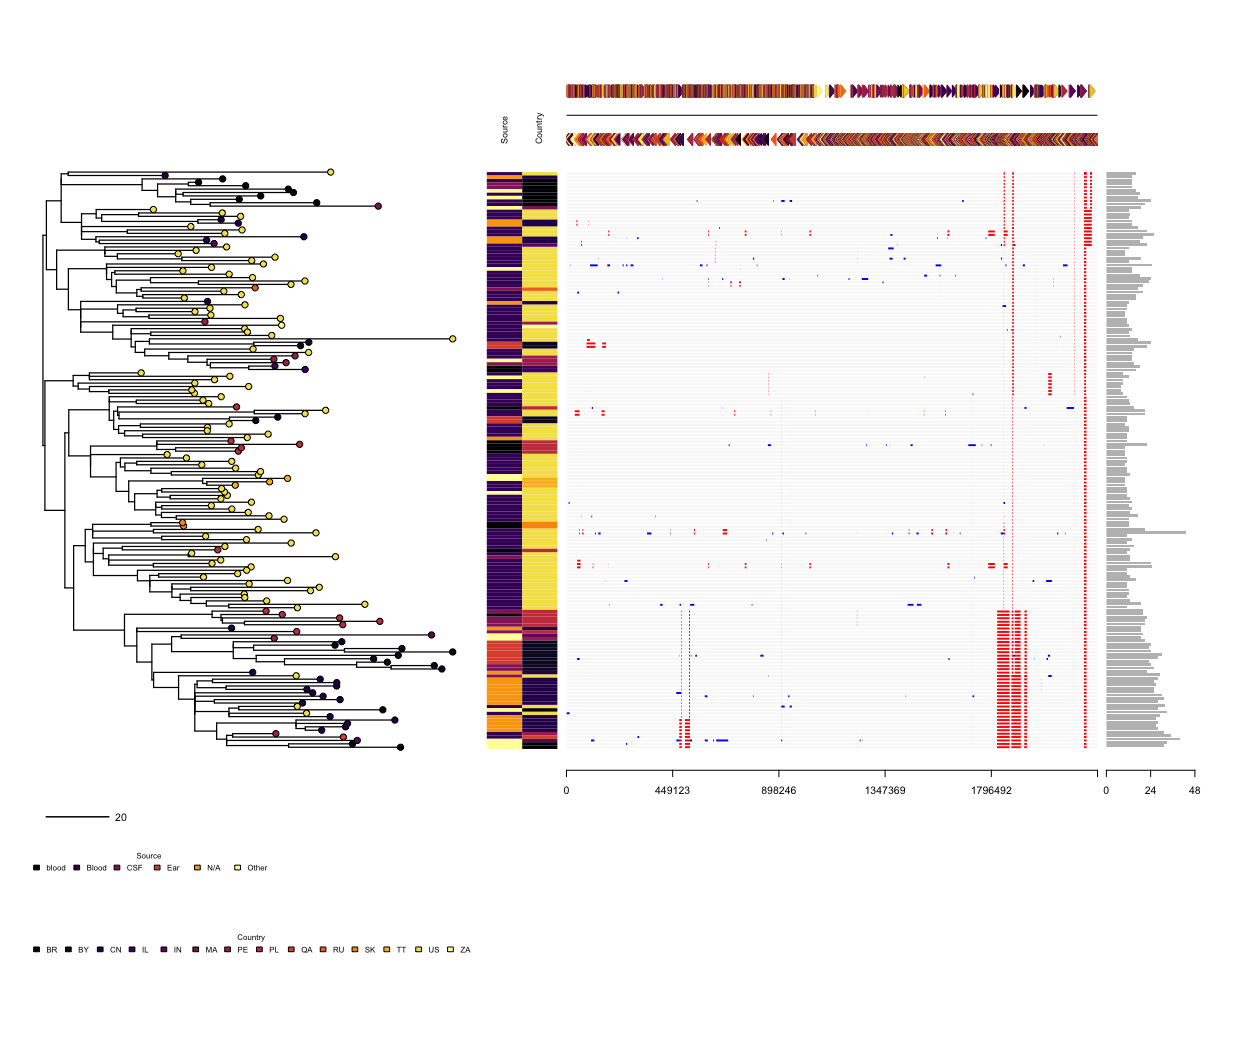 Source
Country
0 449123 898246 1347369 1796492 0 24 48
20
Source
blood Blood CSF Ear N/A Other
Country
BR BY CN IL IN MA PE PL QA RU SK TT US ZA